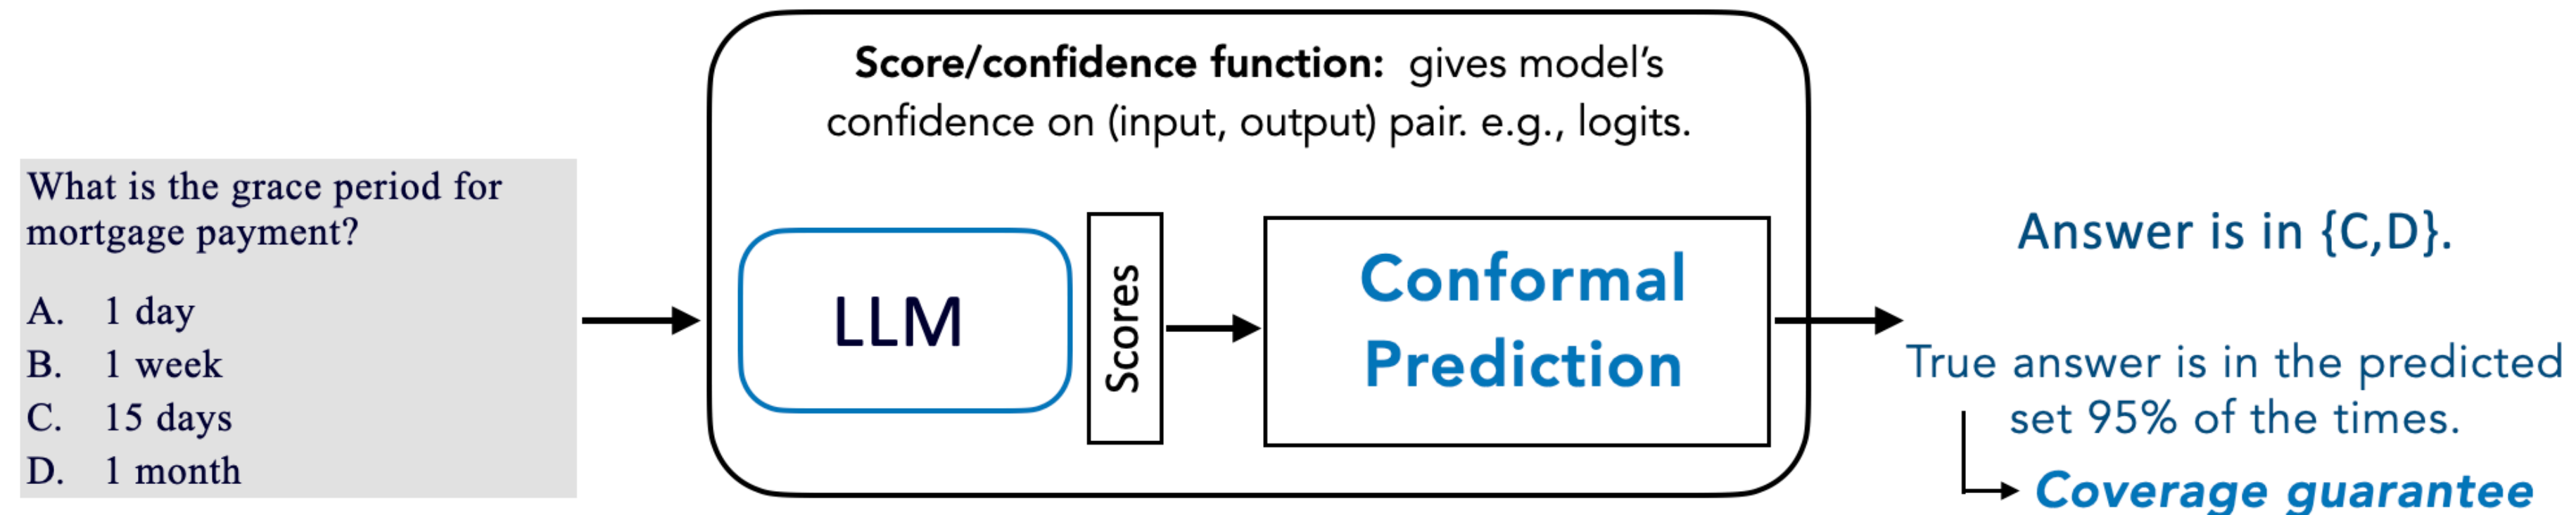 What is the grace period for
mortgage payment?
A. 1 day
B. 1 week
C. 15 days
D. 1 month
Score/confidence function: gives model's
confidence on (input, output) pair. e.g., logits.
LLM
Scores
Conformal
Prediction
Answer is in {C,D}.
True answer is in the predicted
set 95% of the times.
Coverage guarantee